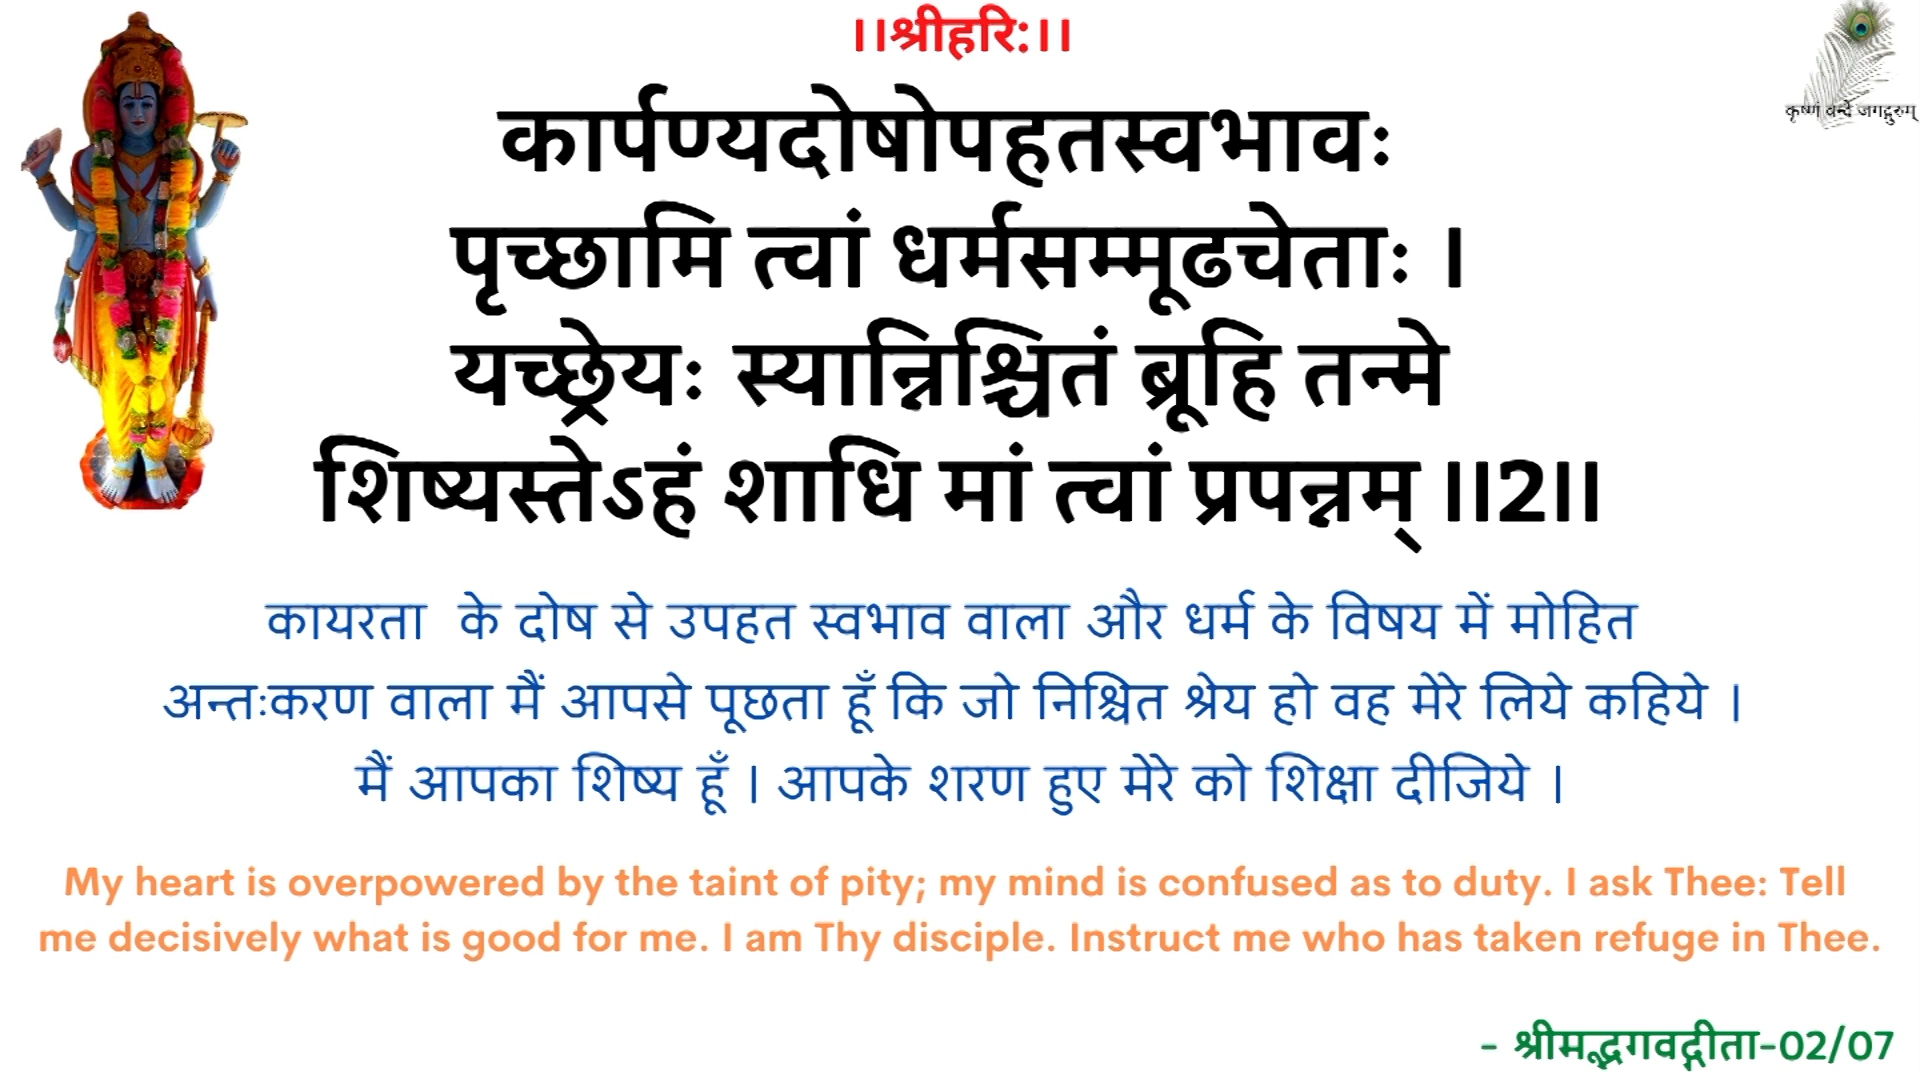 ।।श्रीहरि:।।
कृष्णं वन्दे जगद्गुरुम्
कार्पण्यदोषोपहतस्वभावः
पृच्छामि त्वां धर्मसम्मूढचेताः ।
यच्छ्रेयः स्यान्निश्चितं ब्रूहि तन्मे
शिष्यस्तेऽहं शाधि मां त्वां प्रपन्नम् ।।2।।
कायरता के दोष से उपहत स्वभाव वाला और धर्म के विषय में मोहित
अन्तःकरण वाला मैं आपसे पूछता हूँ कि जो निश्चित श्रेय हो वह मेरे लिये कहिये ।
मैं आपका शिष्य हूँ । आपके शरण हुए मेरे को शिक्षा दीजिये ।
My heart is overpowered by the taint of pity; my mind is confused as to duty. I ask Thee: Tell
me decisively what is good for me. I am Thy disciple. Instruct me who has taken refuge in Thee.
- श्रीमद्भगवद्गीता-02/07